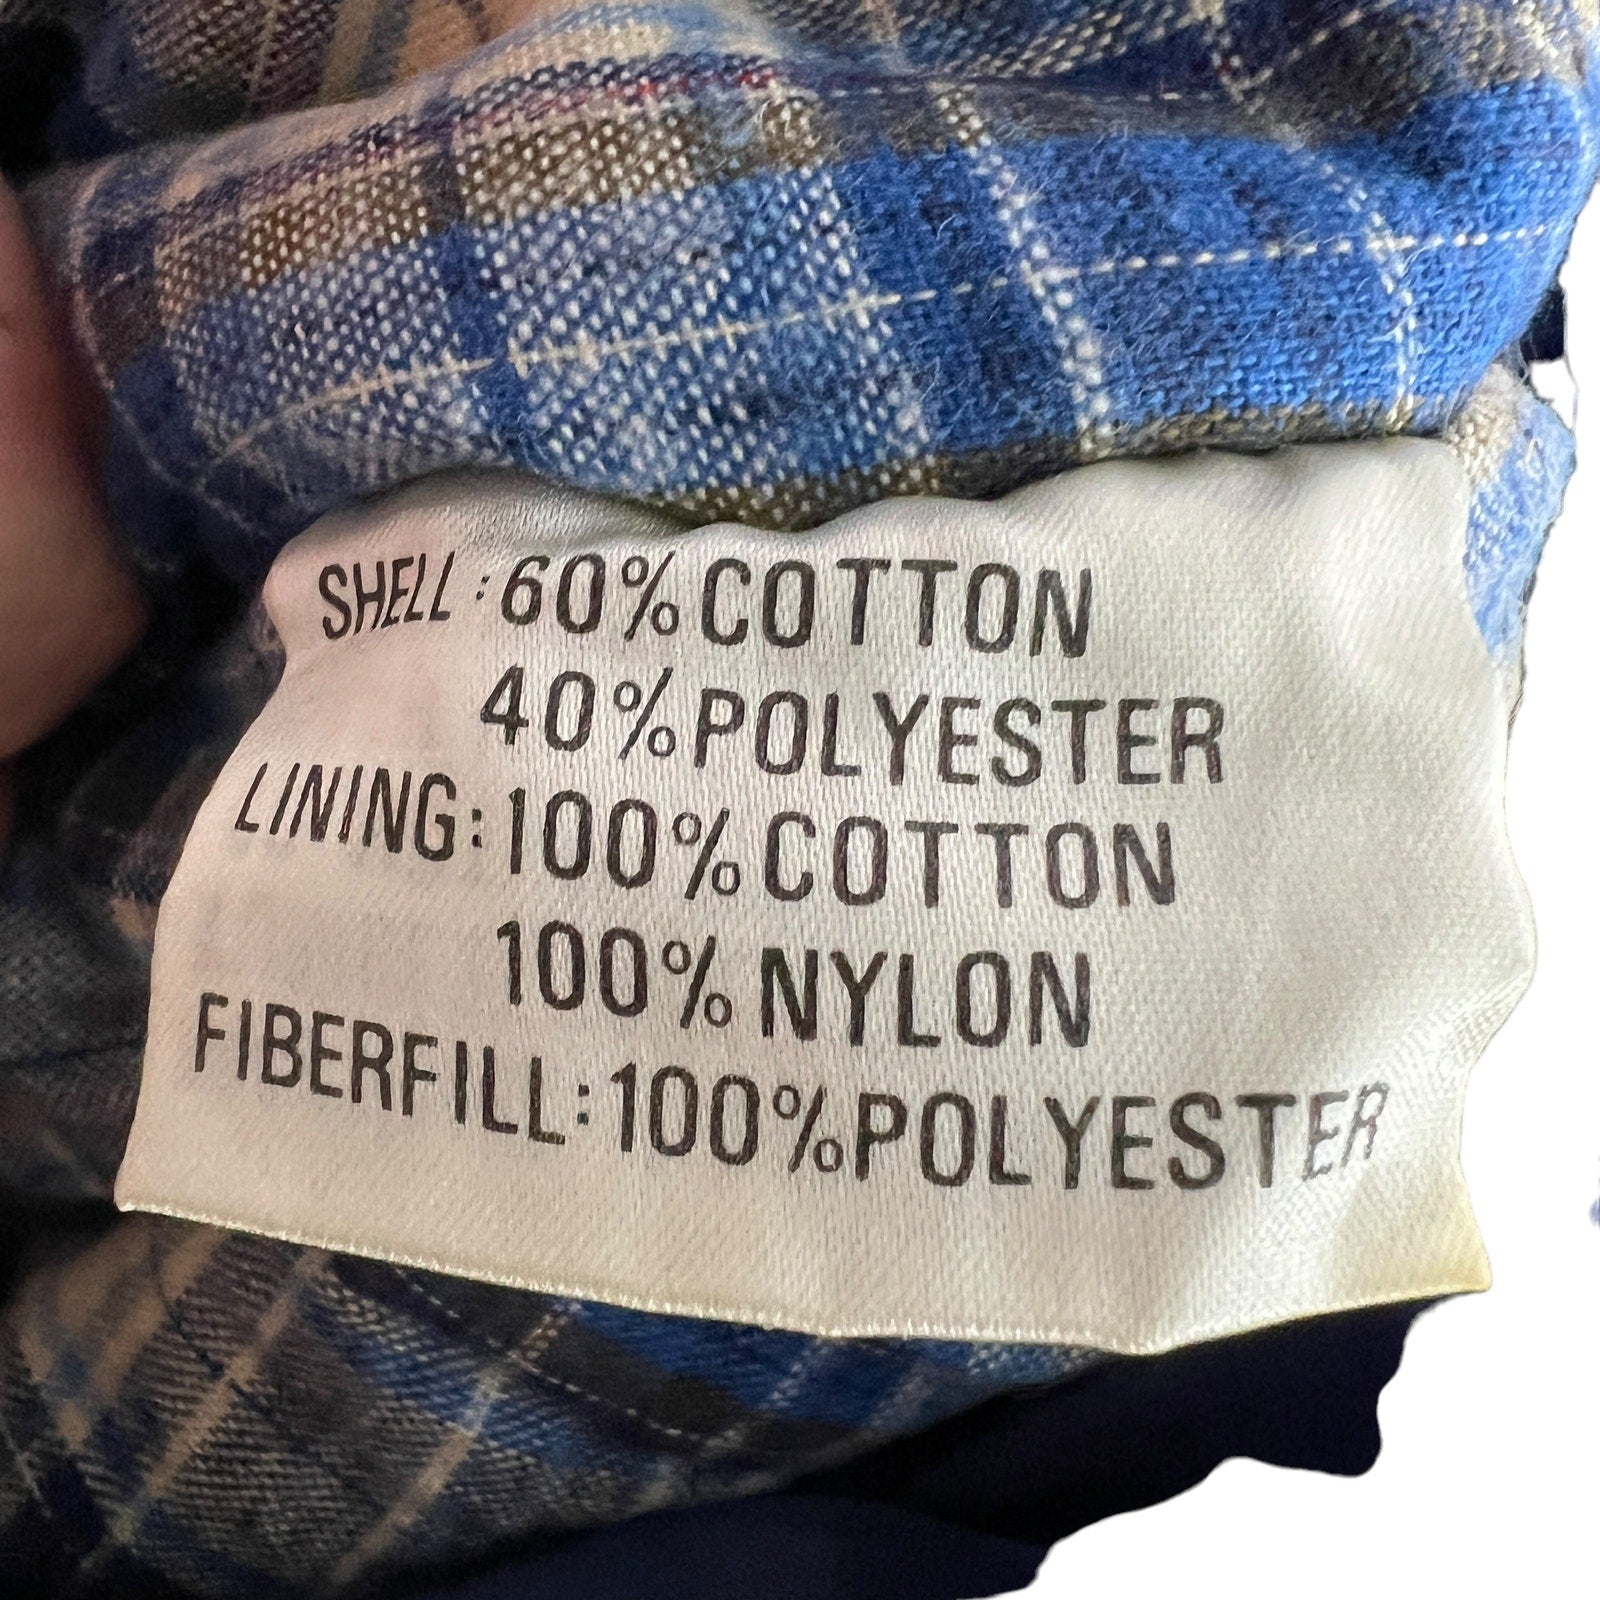 SHELL: 60% COTTON
40% POLYESTER
LINING: 100% COTTON
100% NYLON
FIBERFILL: 100% POLYESTER